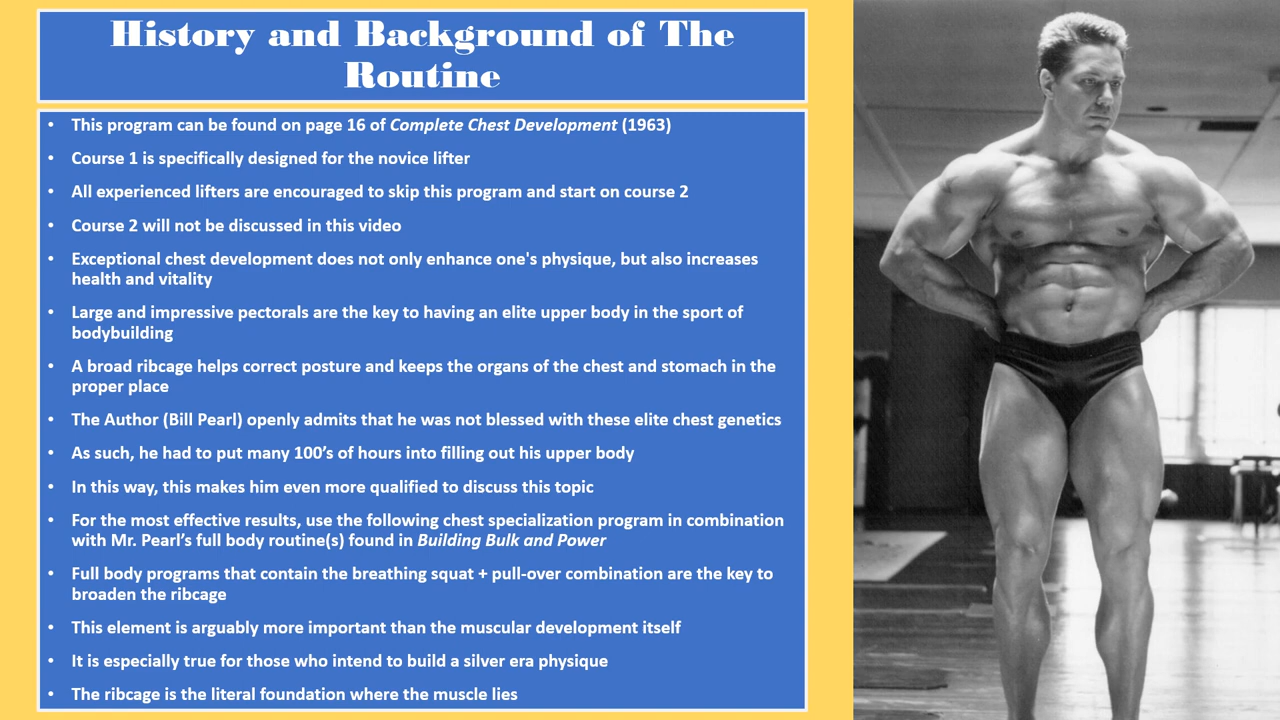 History and Background of The
Routine
• This program can be found on page 16 of Complete Chest Development (1963)
• Course 1 is specifically designed for the novice lifter
• All experienced lifters are encouraged to skip this program and start on course 2
• Course 2 will not be discussed in this video
• Exceptional chest development does not only enhance one's physique, but also increases
health and vitality
• Large and impressive pectorals are the key to having an elite upper body in the sport of
bodybuilding
• A broad ribcage helps correct posture and keeps the organs of the chest and stomach in the
proper place
• The Author (Bill Pearl) openly admits that he was not blessed with these elite chest genetics
• As such, he had to put many 100’s of hours into filling out his upper body
• In this way, this makes him even more qualified to discuss this topic
• For the most effective results, use the following chest specialization program in combination
with Mr. Pearl’s full body routine(s) found in Building Bulk and Power
• Full body programs that contain the breathing squat + pull-over combination are the key to
broaden the ribcage
• This element is arguably more important than the muscular development itself
• It is especially true for those who intend to build a silver era physique
• The ribcage is the literal foundation where the muscle lies